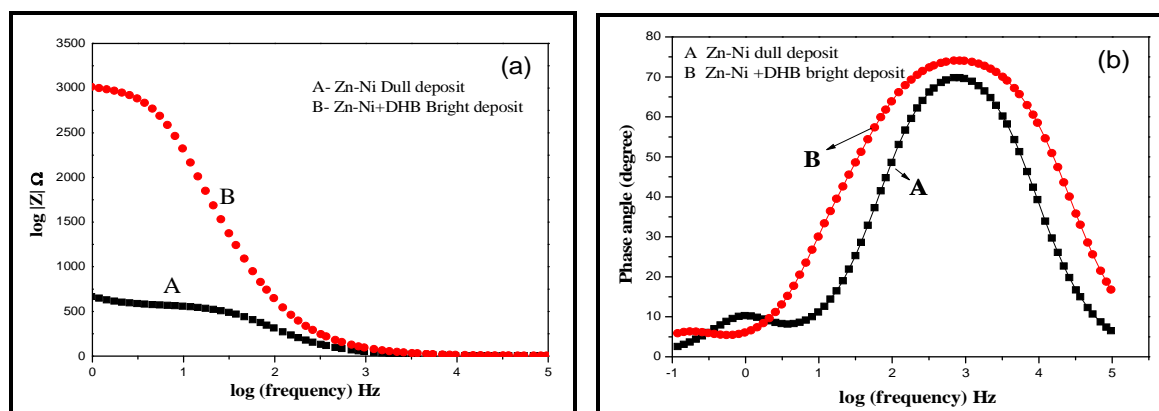 (a)
A- Zn-Ni Dull deposit
B- Zn-Ni+DHB Bright deposit
3500
3000
2500
2000
1500
1000
500
0
log |Z| Ω
B
A
0 1 2 3 4 5
log (frequency) Hz
(b)
A Zn-Ni dull deposit
B Zn-Ni +DHB bright deposit
80
70
60
50
40
30
20
10
0
Phase angle (degree)
B
A
-1 0 1 2 3 4 5
log (frequency) Hz